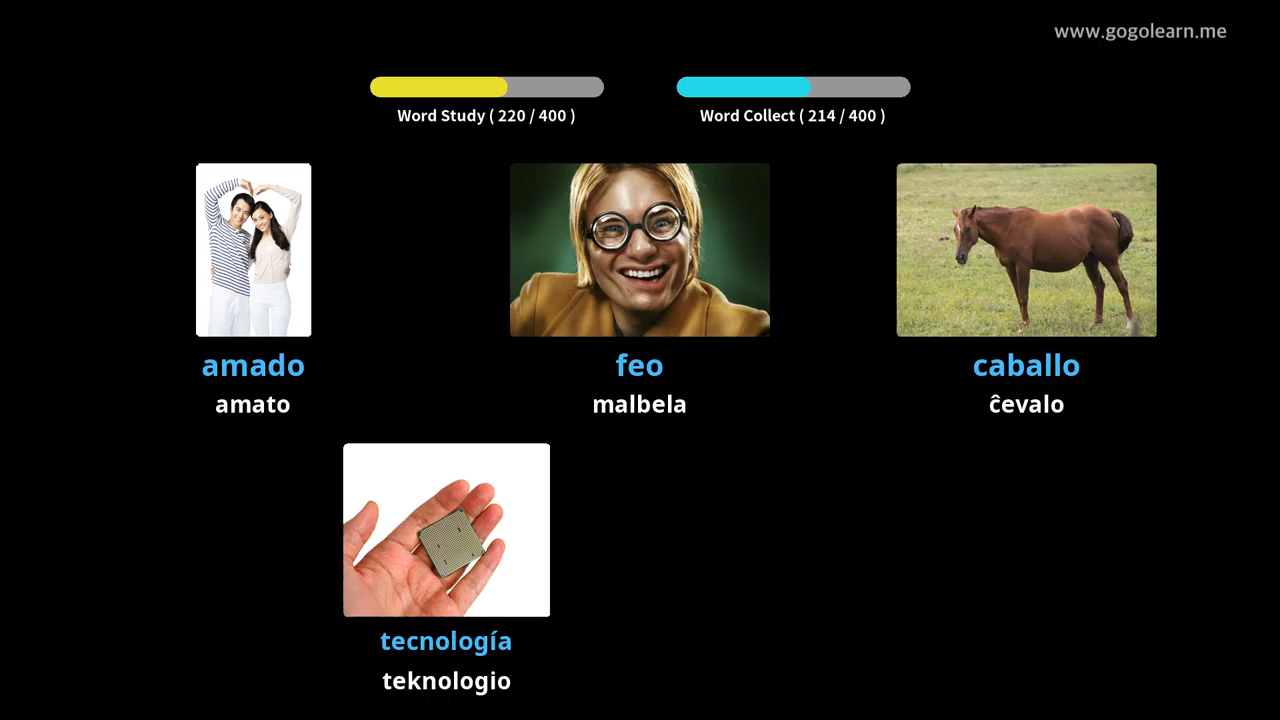 www.gogolearn.me
Word Study ( 220 / 400 )
Word Collect ( 214 / 400 )
amado
amato
feo
malbela
caballo
ĉevalo
tecnología
teknologio